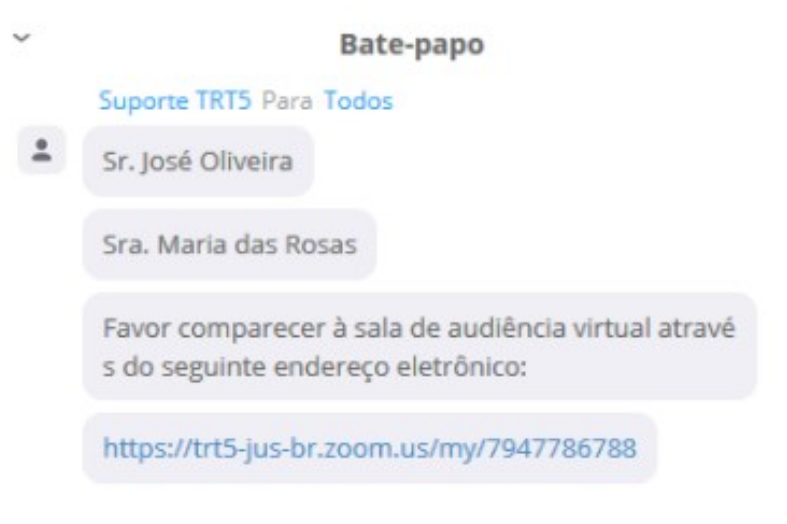 Bate-papo
Suporte TRT5 Para Todos
Sr. José Oliveira
Sra. Maria das Rosas
Favor comparecer à sala de audiência virtual atravé
s do seguinte endereço eletrônico:
https://trt5-jus-br.zoom.us/my/7947786788